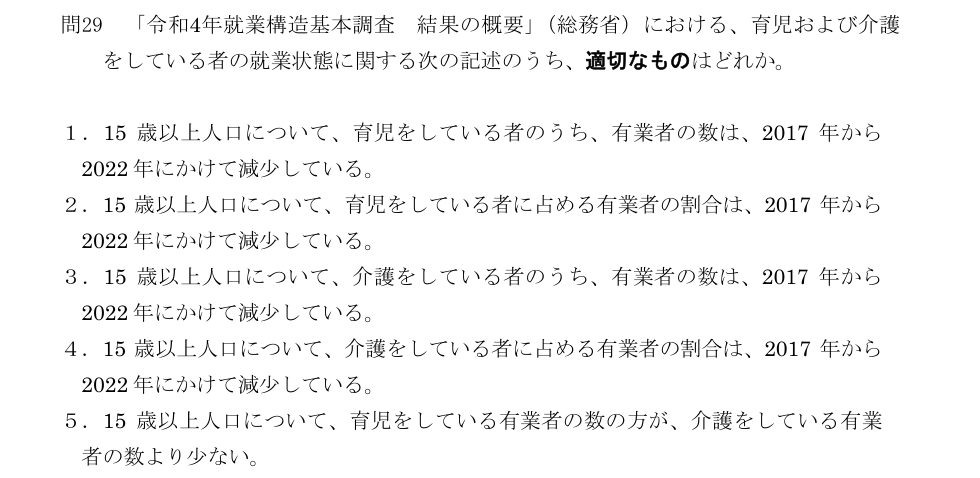 問29 「令和4年就業構造基本調査 結果の概要」（総務省）における、育児および介護
をしている者の就業状態に関する次の記述のうち、適切なものはどれか。
１．15 歳以上人口について、育児をしている者のうち、有業者の数は、2017 年から
2022 年にかけて減少している。
２．15 歳以上人口について、育児をしている者に占める有業者の割合は、2017 年から
2022 年にかけて減少している。
３．15 歳以上人口について、介護をしている者のうち、有業者の数は、2017 年から
2022 年にかけて減少している。
４．15 歳以上人口について、介護をしている者に占める有業者の割合は、2017 年から
2022 年にかけて減少している。
５．15 歳以上人口について、育児をしている有業者の数の方が、介護をしている有業
者の数より少ない。